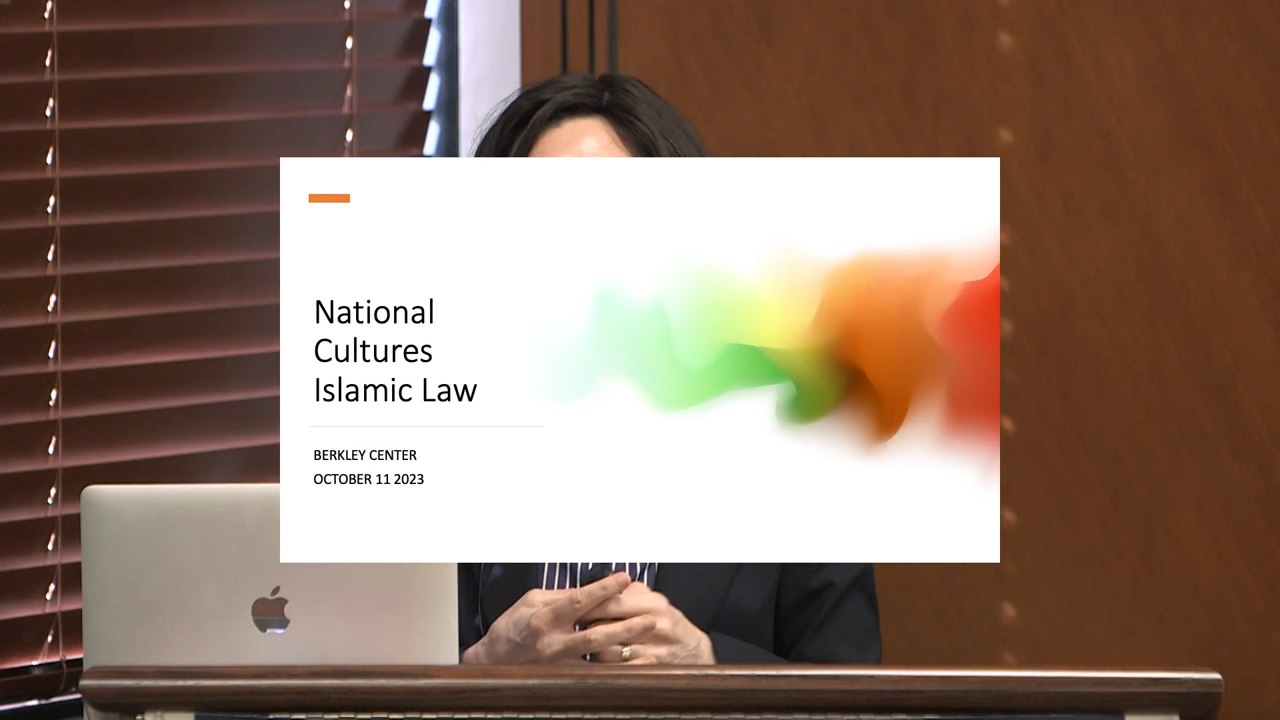 National
Cultures
Islamic Law
BERKLEY CENTER
OCTOBER 11 2023